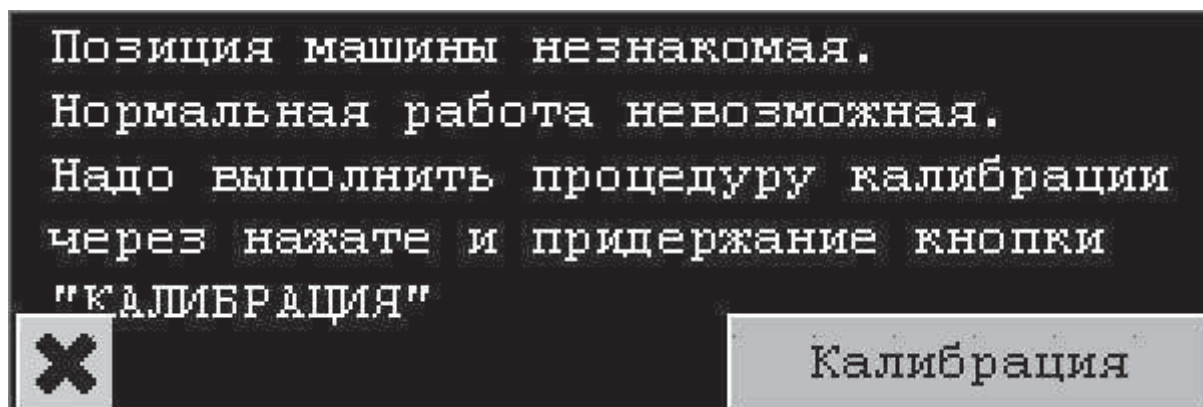 Позиция машины незнакомая.
Нормальная работа невозможная.
Надо выполнить процедуру калибрации
через нажате и придержание кнопки
"КАЛИБРАЦИЯ"
Калибрация